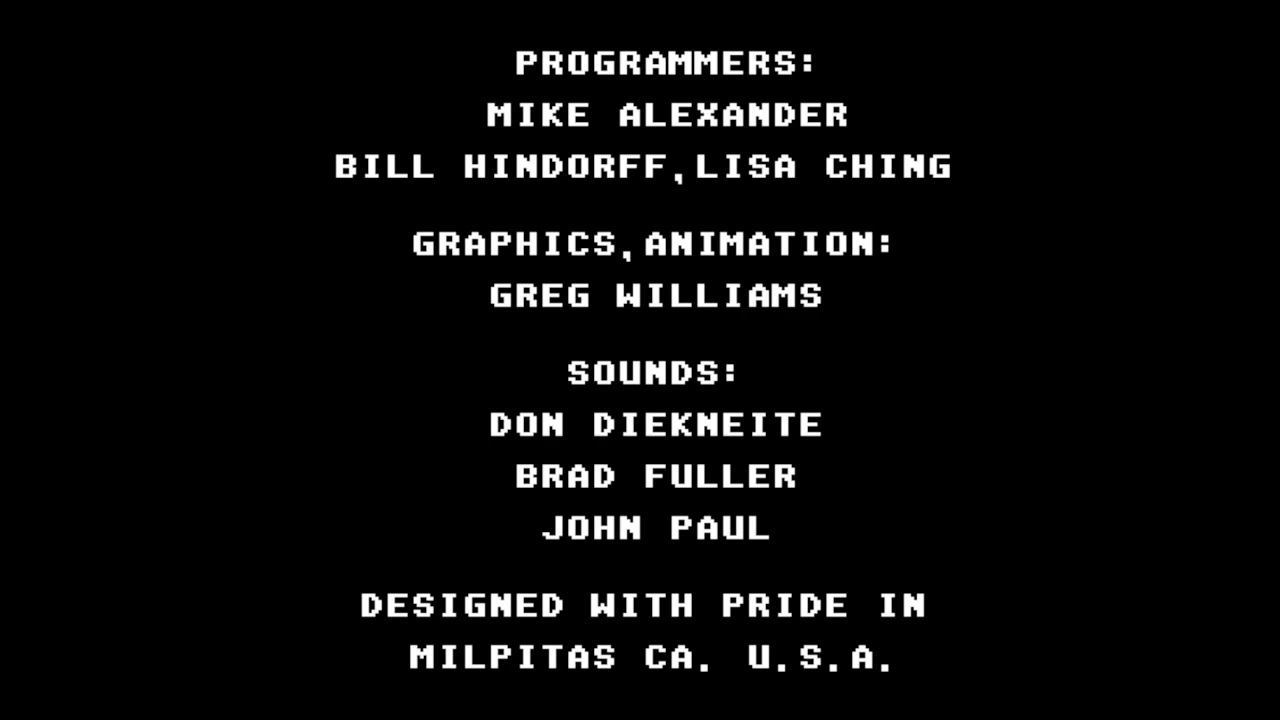 PROGRAMMERS:
MIKE ALEXANDER
BILL HINDORFF,LISA CHING
GRAPHICS,ANIMATION:
GREG WILLIAMS
SOUNDS:
DON DIEKNEITE
BRAD FULLER
JOHN PAUL
DESIGNED WITH PRIDE IN
MILPITAS CA. U.S.A.